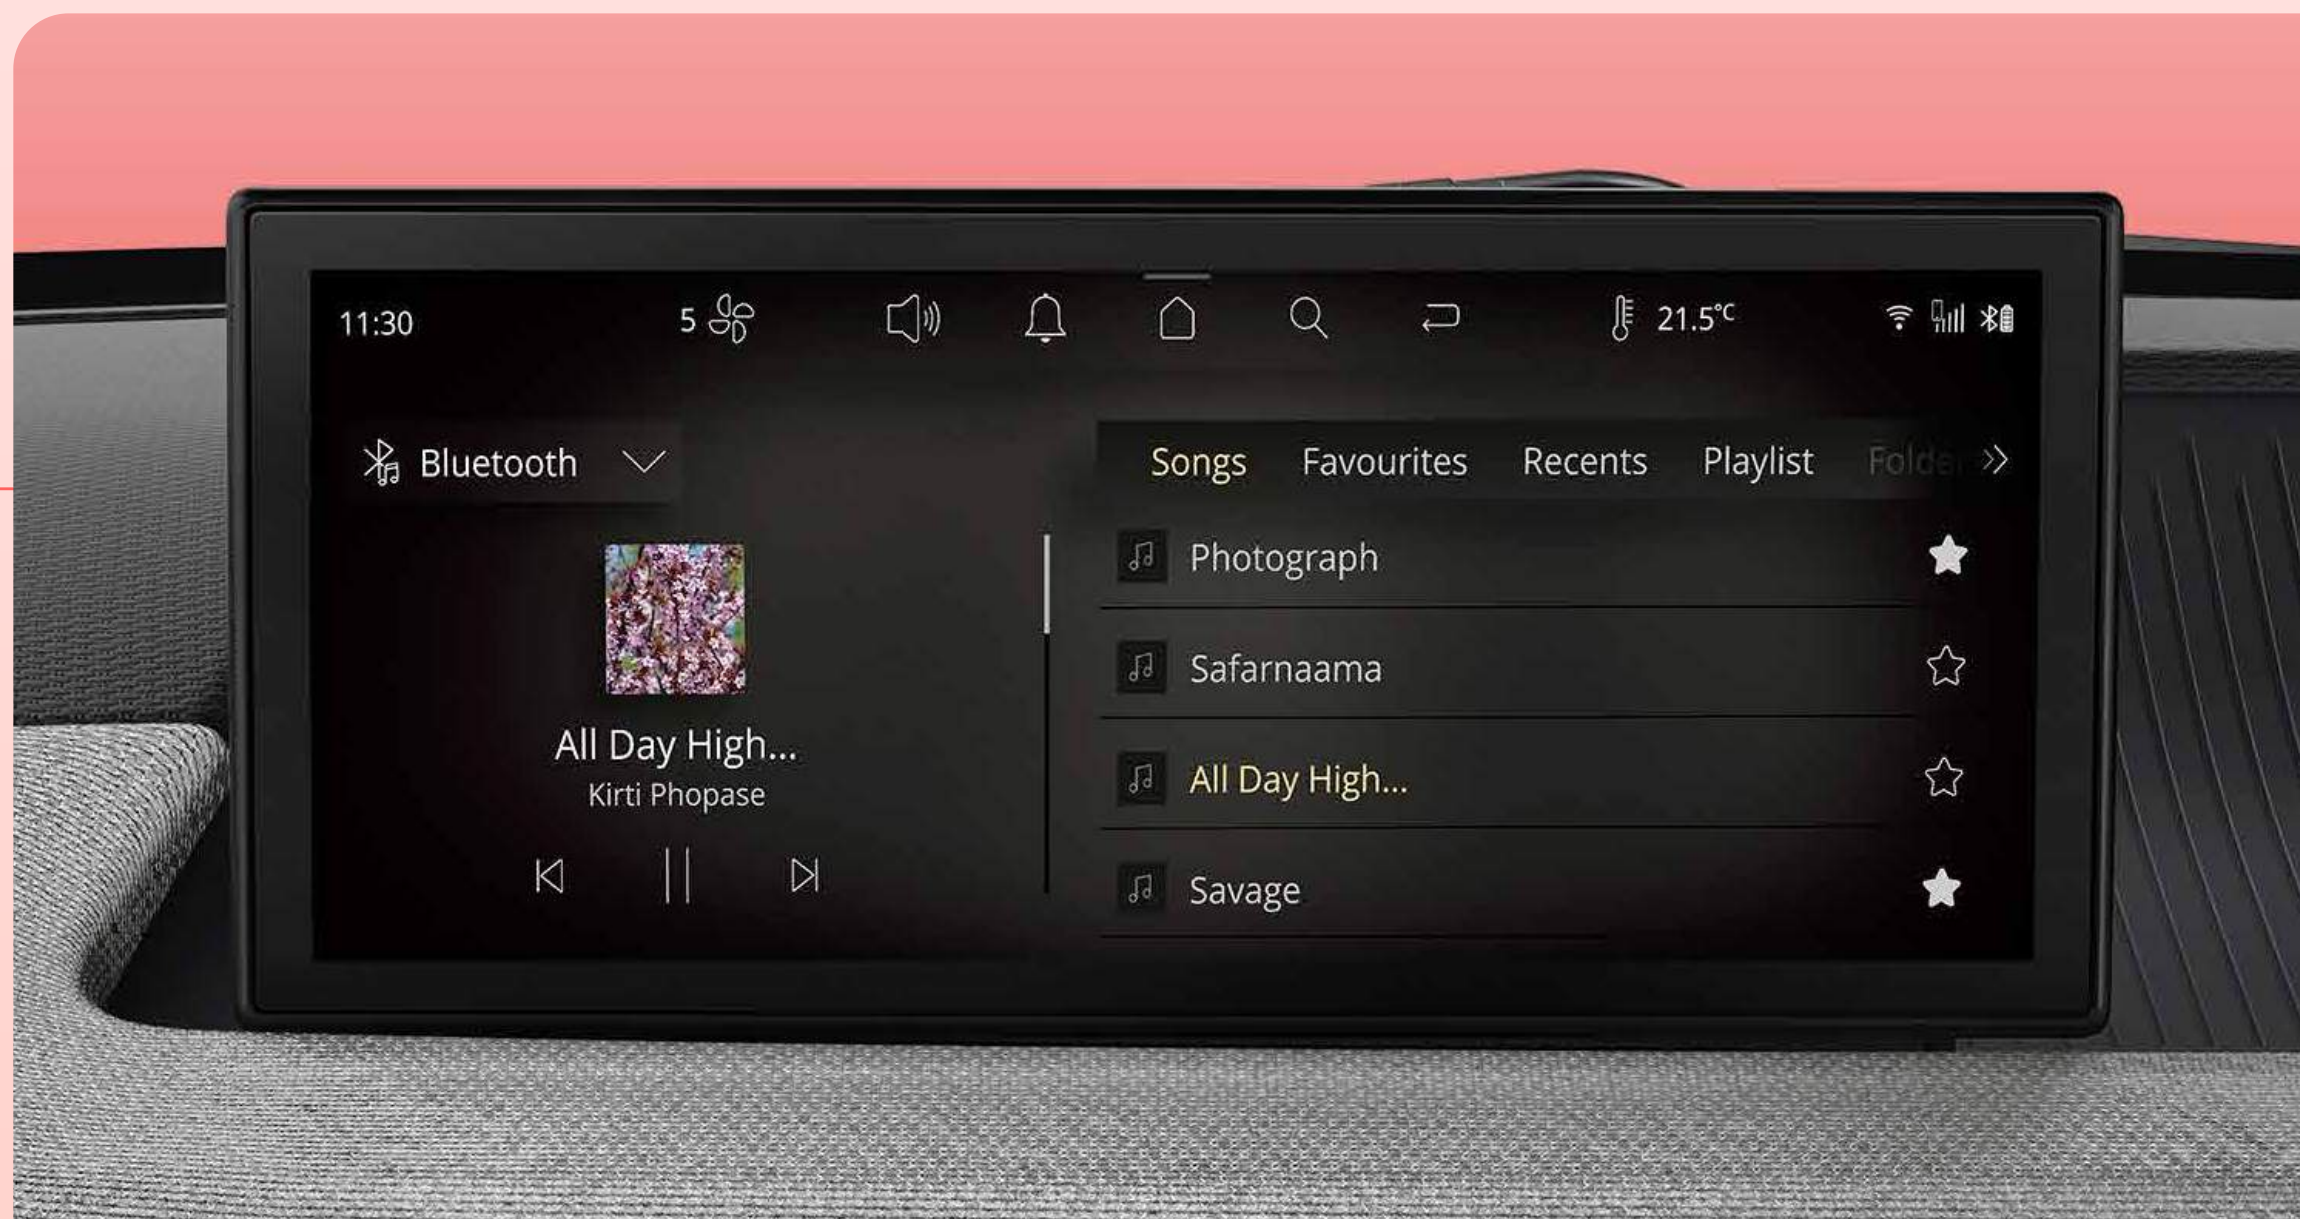 11:30 5 21.5°C
Bluetooth
All Day High...
Kirti Phopase
Songs Favourites Recents Playlist Folder
Photograph
Safarnaama
All Day High...
Savage